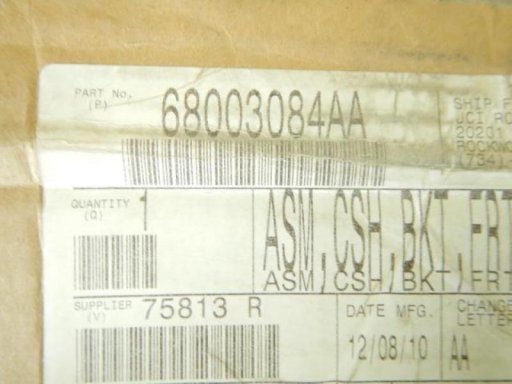 PART No.
(P)
68003084AA
SHIP F
JCI RO
20201
ROCKWO
(734)
QUANTITY
(Q)
1
ASM,CSH,BKT,FRT
ASM,CSH,BKT,FRT
SUPPLIER
(V)
75813 R
DATE MFG.
12/08/10
CHANGE
LETTER
AA